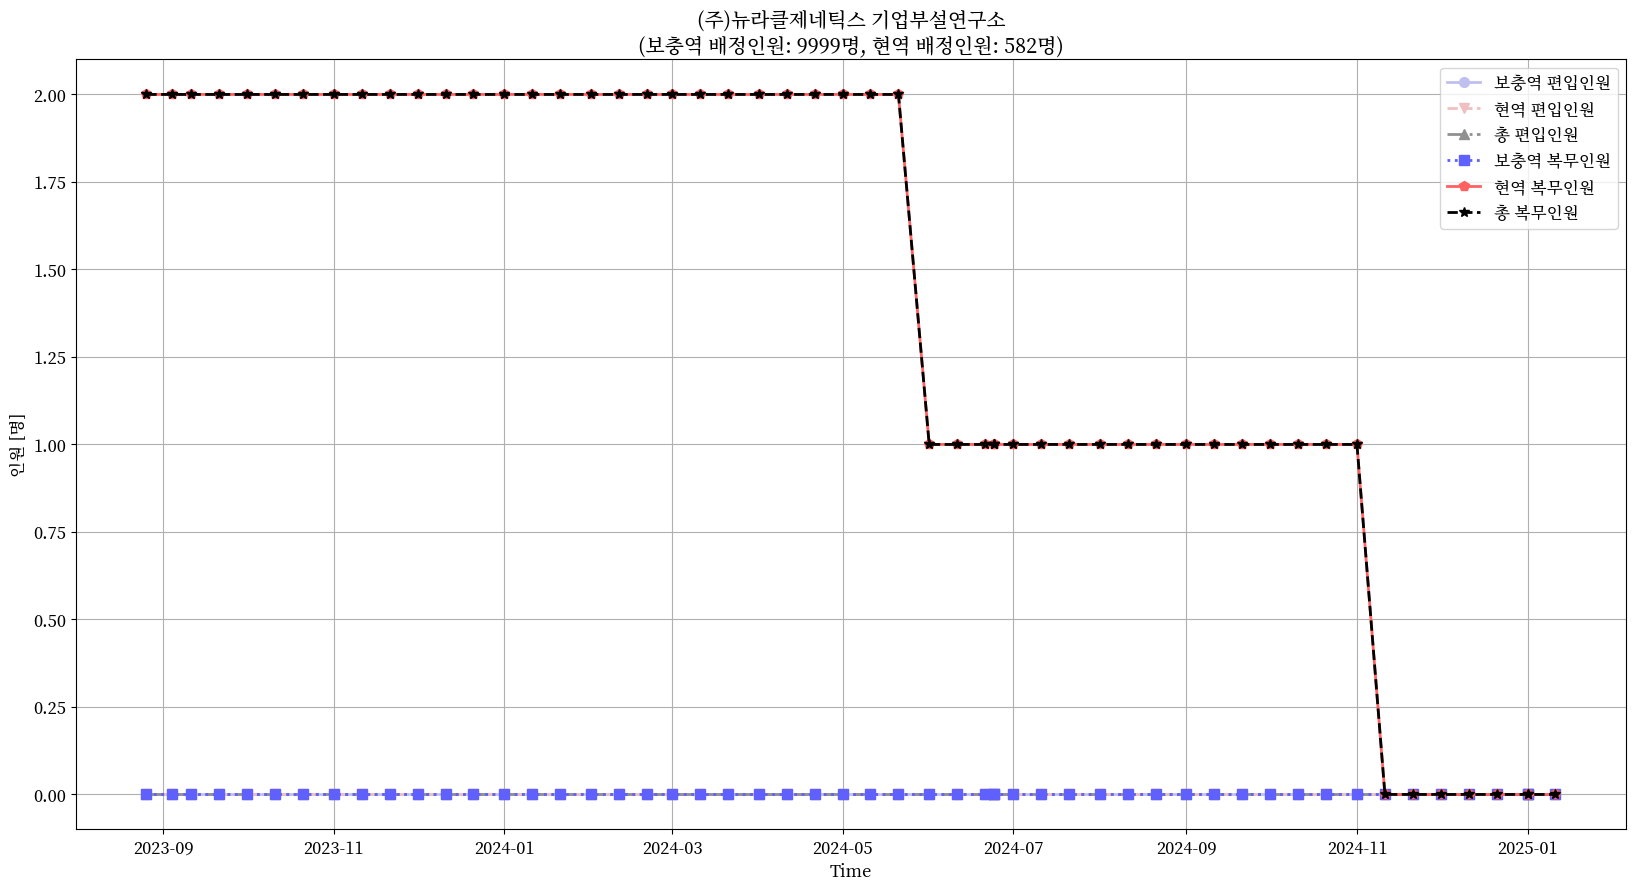 (주)뉴라클제네틱스 기업부설연구소
(보충역 배정인원: 9999명, 현역 배정인원: 582명)
보충역 편입인원
현역 편입인원
총 편입인원
보충역 복무인원
현역 복무인원
총 복무인원
인원 [명]
2.00
1.75
1.50
1.25
1.00
0.75
0.50
0.25
0.00
2023-09
2023-11
2024-01
2024-03
2024-05
2024-07
2024-09
2024-11
2025-01
Time